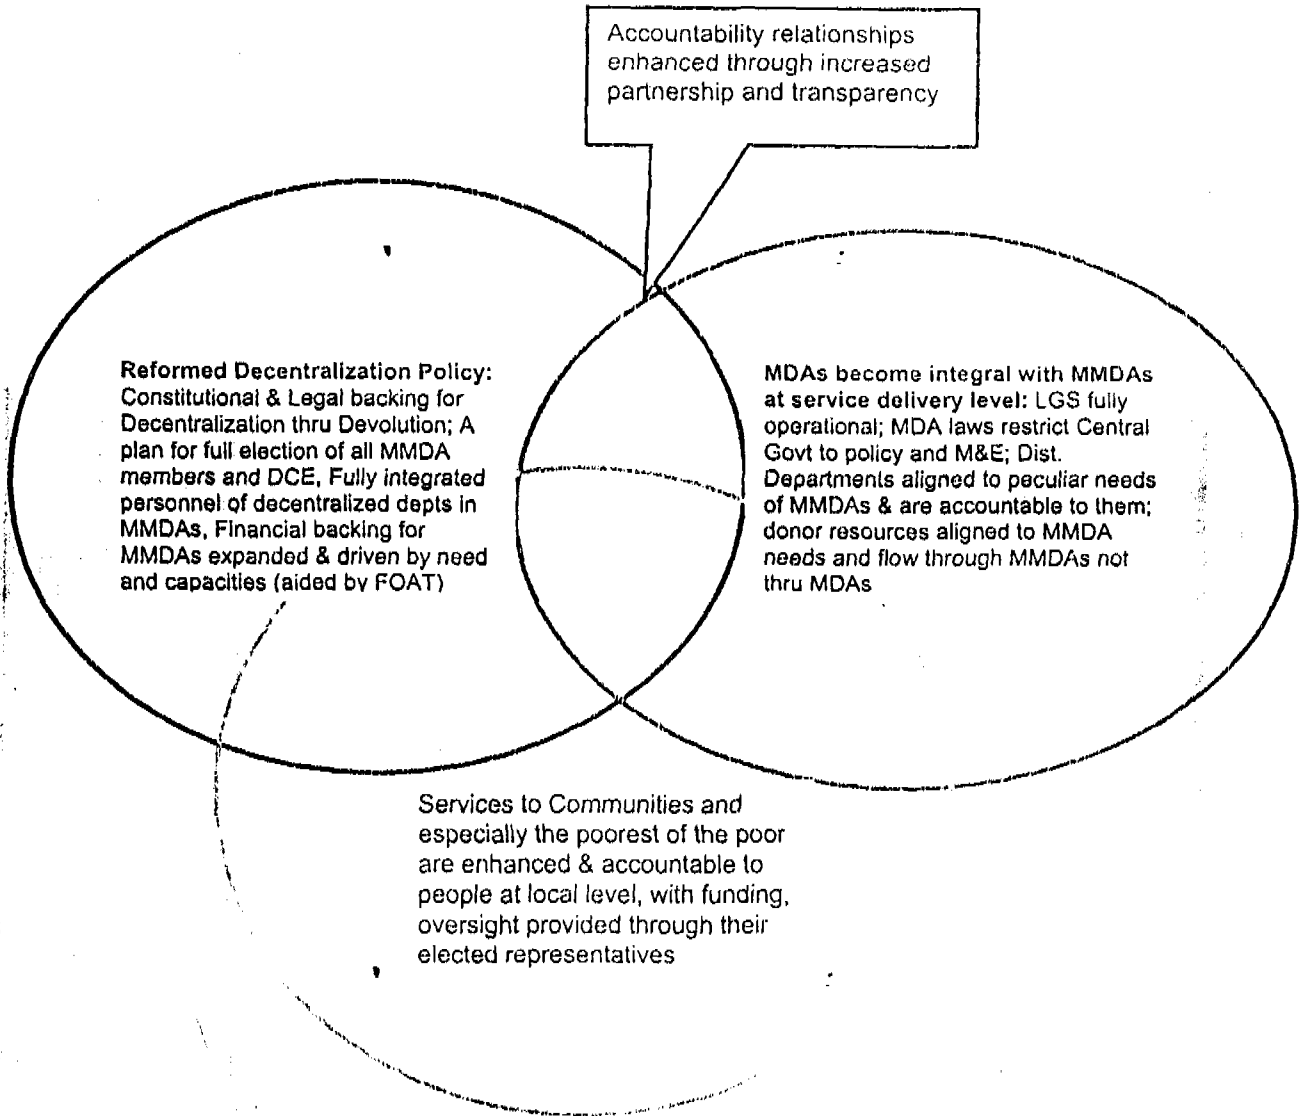 Accountability relationships
enhanced through increased
partnership and transparency
Reformed Decentralization Policy:
Constitutional & Legal backing for
Decentralization thru Devolution; A
plan for full election of all MMDA
members and DCE, Fully integrated
personnel of decentralized depts in
MMDAs, Financial backing for
MMDAs expanded & driven by need
and capacities (aided by FOAT)
MDAs become integral with MMDAs
at service delivery level: LGS fully
operational; MDA laws restrict Central
Govt to policy and M&E; Dist.
Departments aligned to peculiar needs
of MMDAs & are accountable to them;
donor resources aligned to MMDA
needs and flow through MMDAs not
thru MDAs
Services to Communities and
especially the poorest of the poor
are enhanced & accountable to
people at local level, with funding,
oversight provided through their
elected representatives